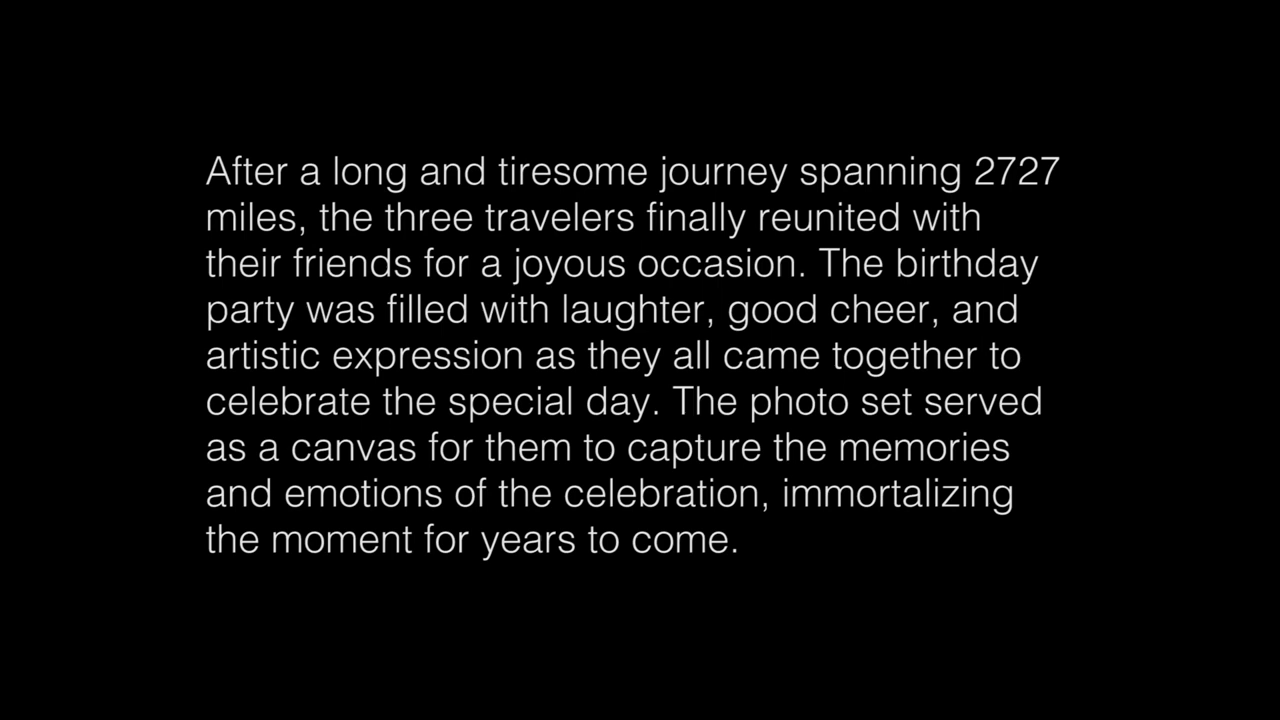 After a long and tiresome journey spanning 2727
miles, the three travelers finally reunited with
their friends for a joyous occasion. The birthday
party was filled with laughter, good cheer, and
artistic expression as they all came together to
celebrate the special day. The photo set served
as a canvas for them to capture the memories
and emotions of the celebration, immortalizing
the moment for years to come.